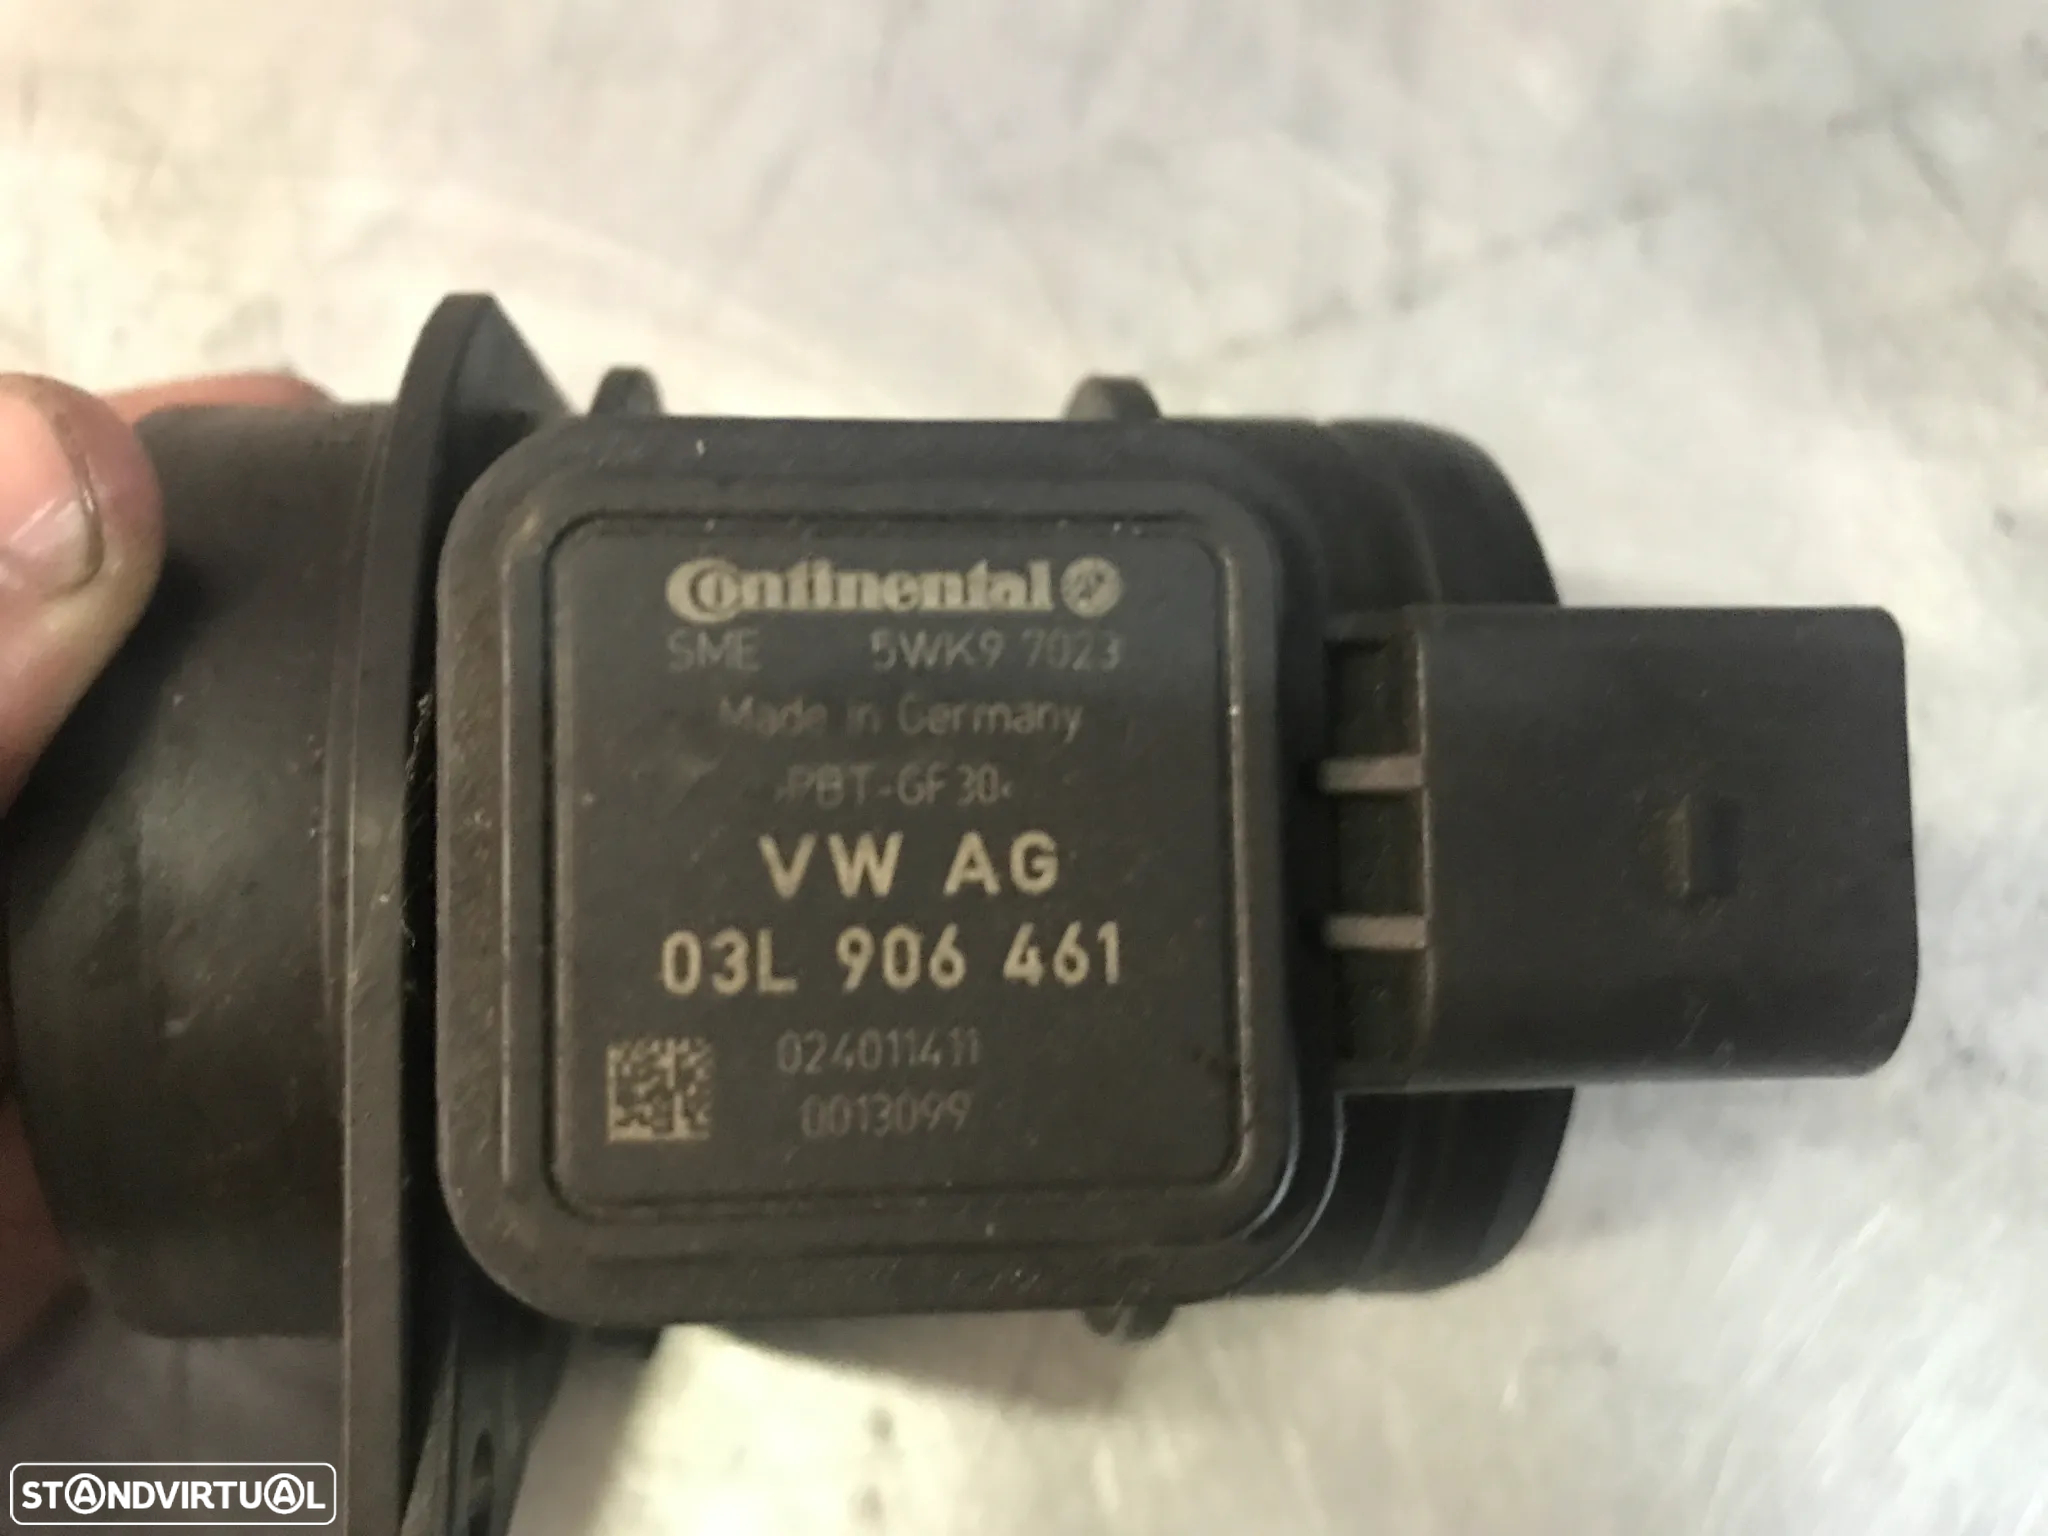 Continental
SME 5WK9 7023
Made in Germany
>PBT-GF30<
VW AG
03L 906 461
024011411
0013099
STANDVIRTUAL